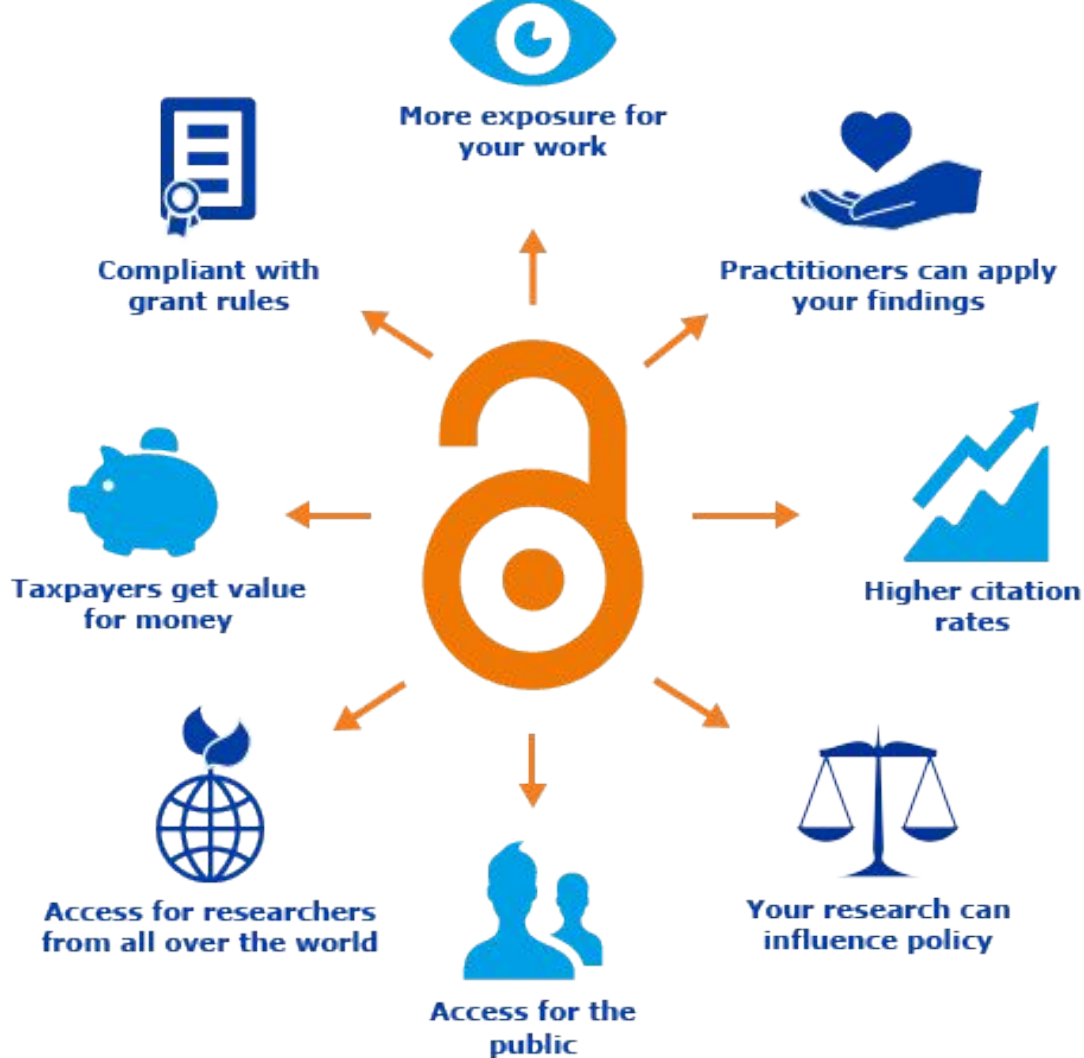 More exposure for
your work
Compliant with
grant rules
Practitioners can apply
your findings
Taxpayers get value
for money
Higher citation
rates
Access for researchers
from all over the world
Your research can
influence policy
Access for the
public